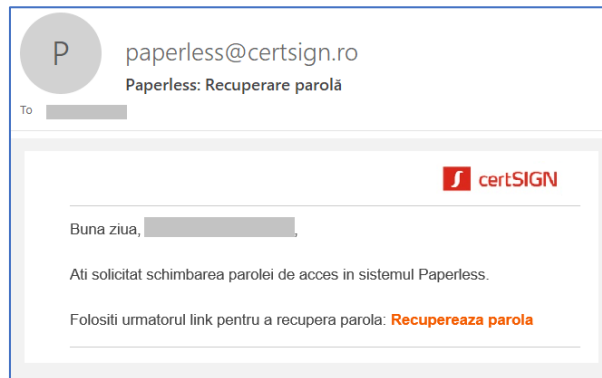 P
paperless@certsign.ro
Paperless: Recuperare parolă
To
certSIGN
Buna ziua, ,
Ati solicitat schimbarea parolei de acces in sistemul Paperless.
Folositi urmatorul link pentru a recupera parola: Recupereaza parola